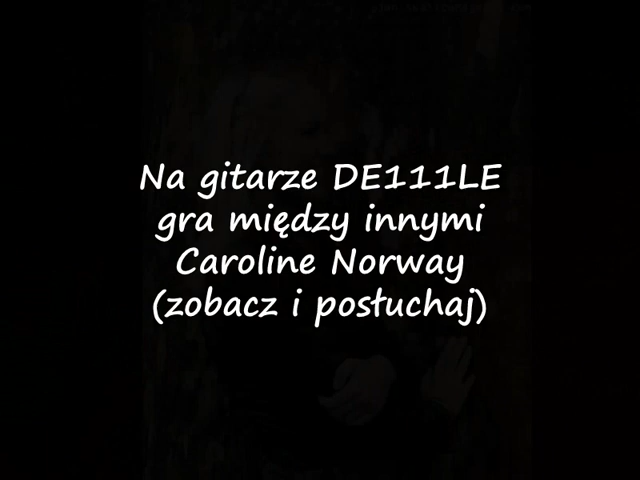 Na gitarze DE111LE
gra między innymi
Caroline Norway
(zobacz i posłuchaj)